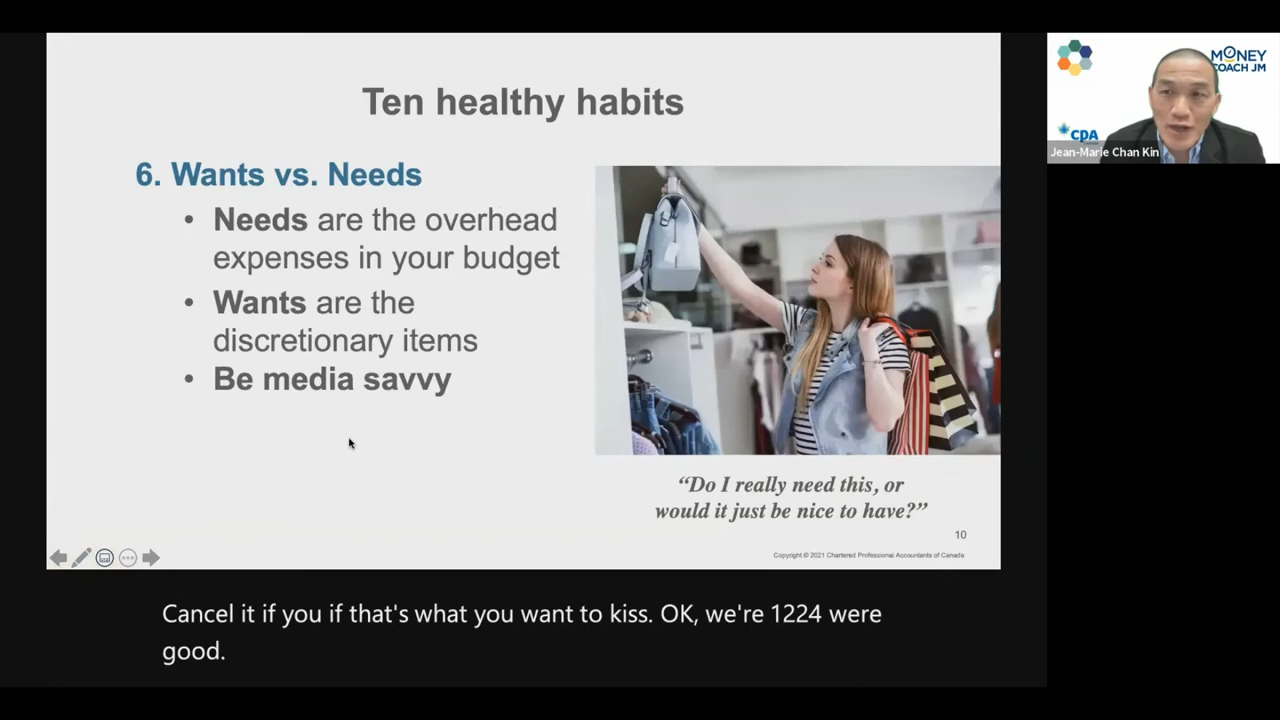 Ten healthy habits
6. Wants vs. Needs
• Needs are the overhead
expenses in your budget
• Wants are the
discretionary items
• Be media savvy
“Do I really need this, or
would it just be nice to have?”
10
Copyright © 2021 Chartered Professional Accountants of Canada
MONEY
COACH JM
CPA
Jean-Marie Chan Kin
Cancel it if you if that's what you want to kiss. OK, we're 1224 were
good.